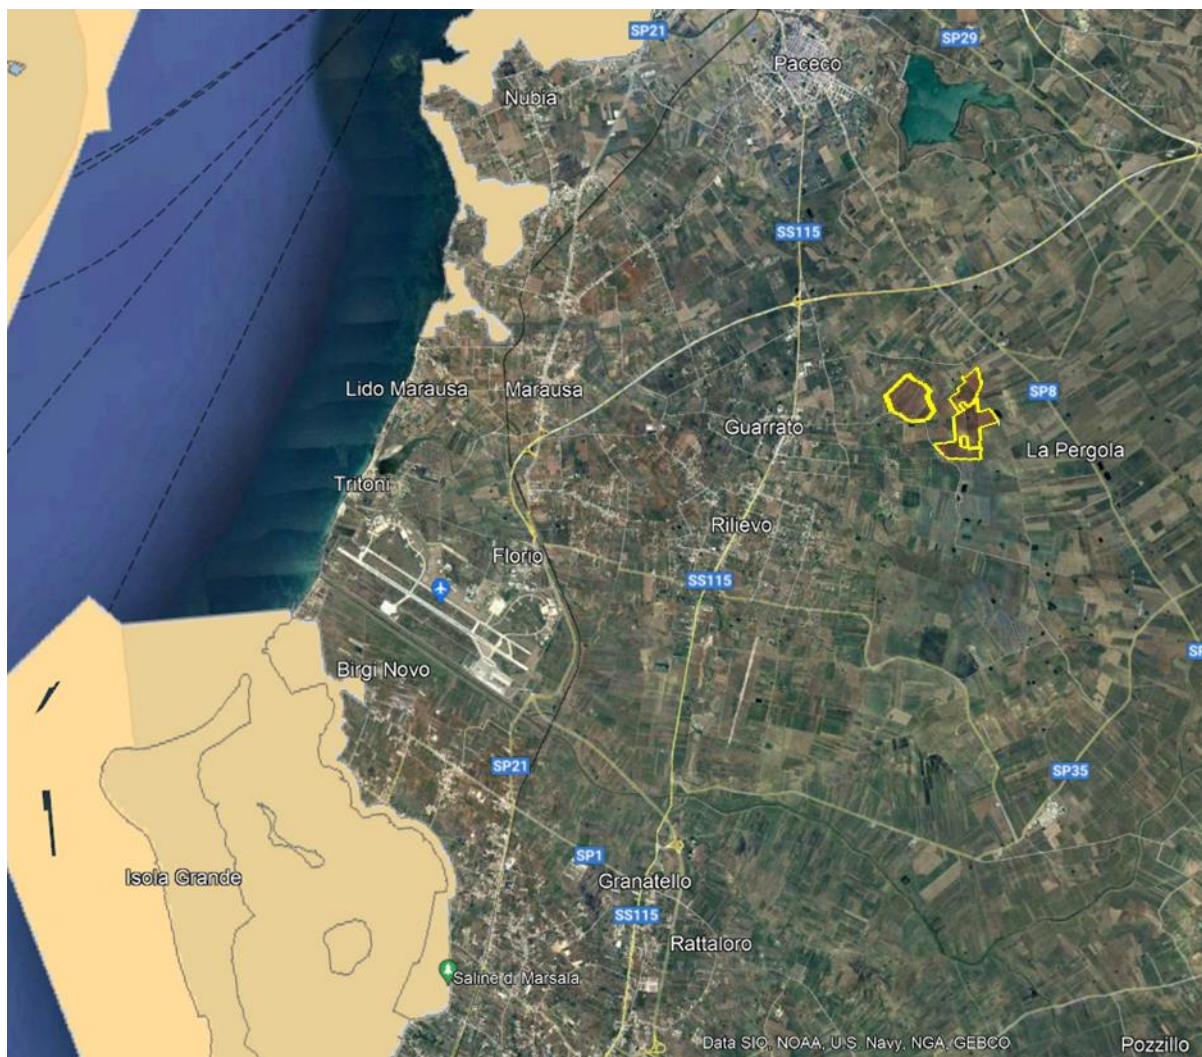 SP21
SP29
Paceco
Nubia
SS115
Lido Marausa
Marausa
SP8
Guarrato
La Pergola
Tritoni
Rilievo
Florio
SS115
Birgi Novo
SP21
SP35
SP1
Isola Grande
Granatello
SS115
Rattaloro
Saline di Marsala
Data SIO, NOAA, U.S. Navy, NGA, GEBCO
Pozzillo